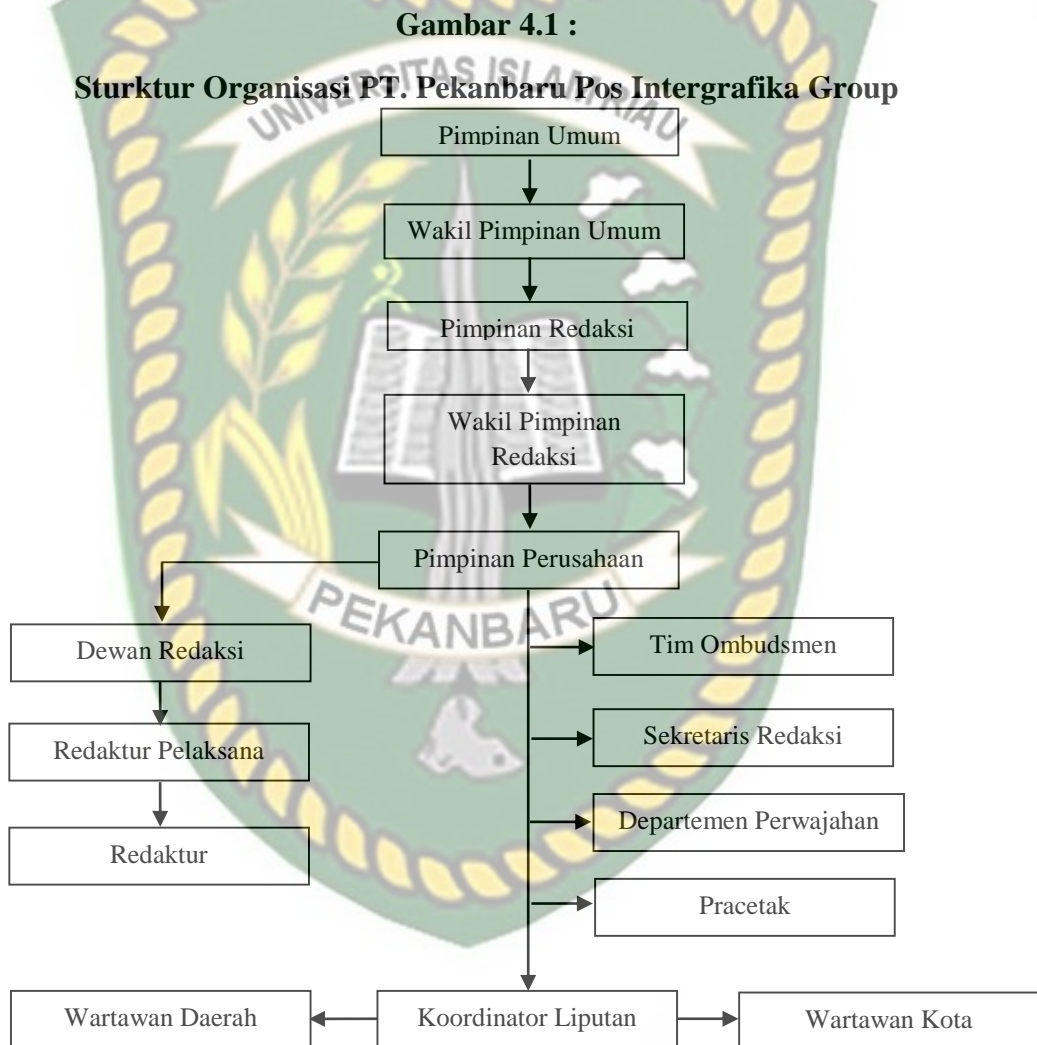 Gambar 4.1 :
Sturktur Organisasi PT. Pekanbaru Pos Intergrafika Group
UNIVERSITAS ISLAM RIAU
Pimpinan Umum
Wakil Pimpinan Umum
Pimpinan Redaksi
Wakil Pimpinan
Redaksi
Pimpinan Perusahaan
PEKANBARU
Dewan Redaksi
Tim Ombudsmen
Redaktur Pelaksana
Sekretaris Redaksi
Departemen Perwajahan
Redaktur
Pracetak
Wartawan Daerah
Koordinator Liputan
Wartawan Kota